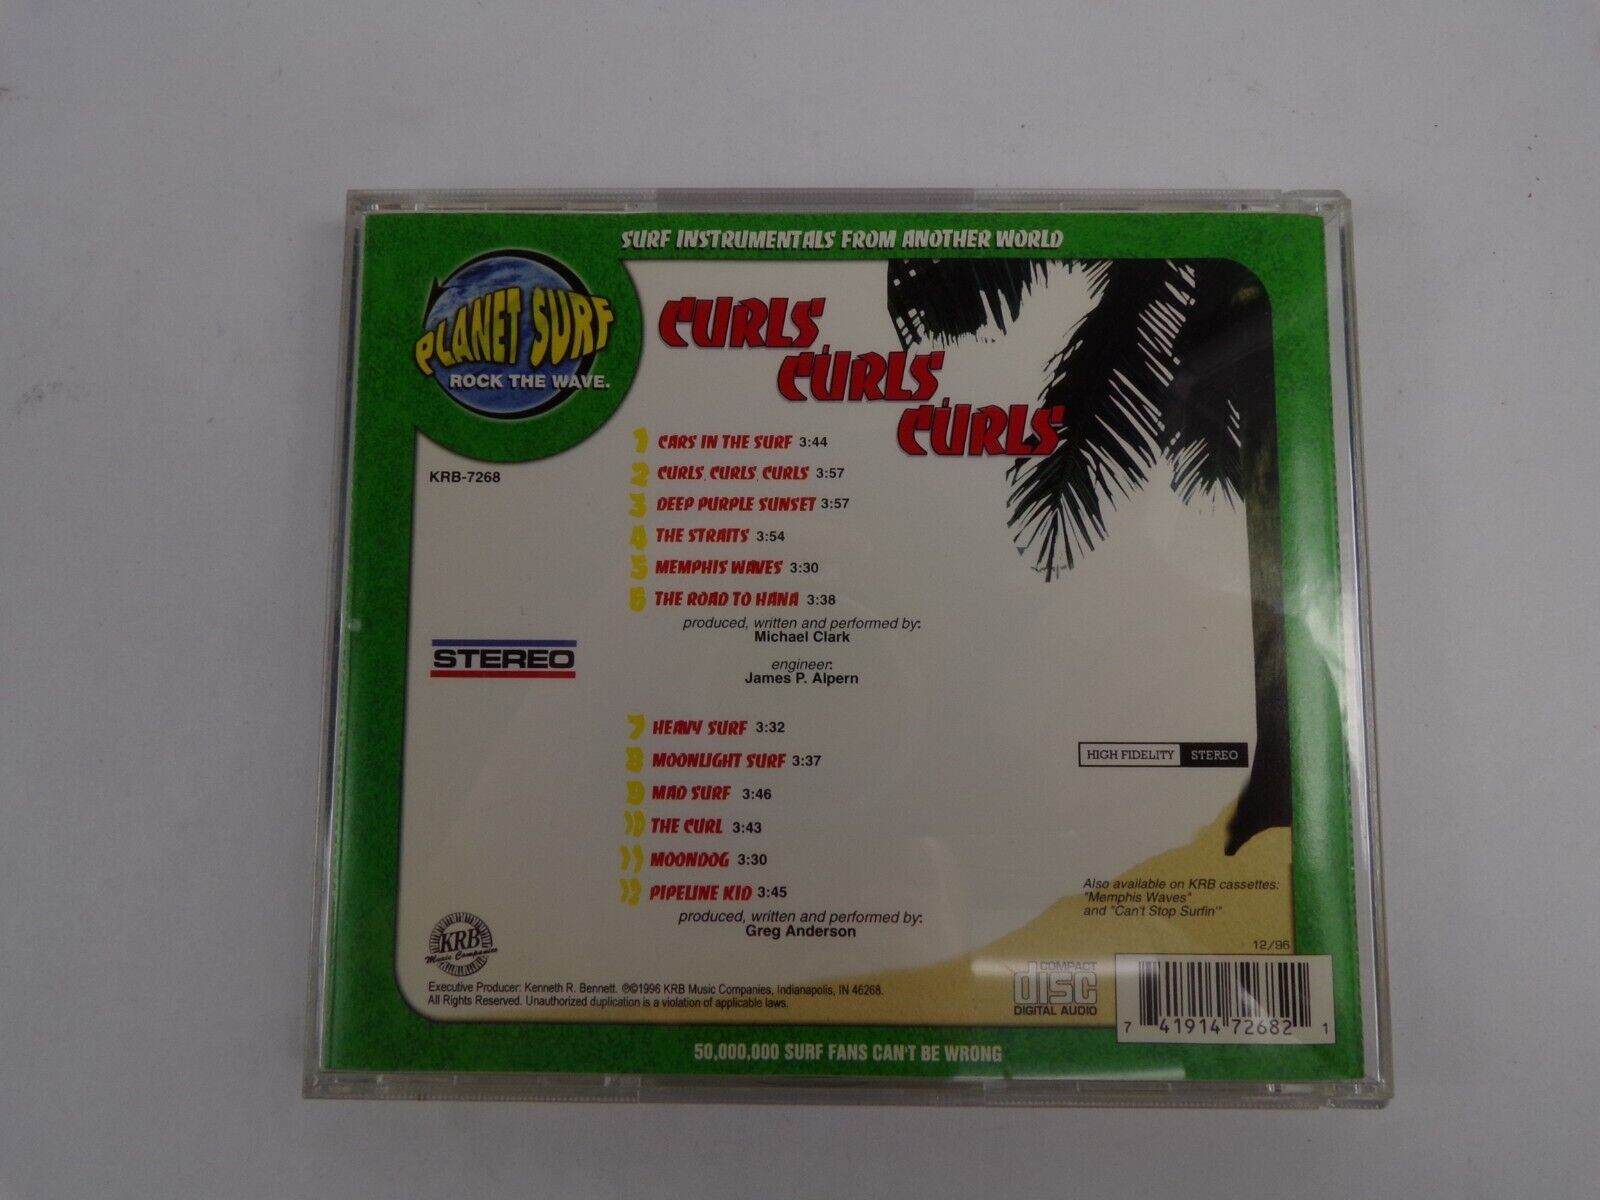 SURF INSTRUMENTALS FROM ANOTHER WORLD
PLANET SURF
ROCK THE WAVE.
CURLS,
CURLS,
CURLS
KRB-7268
1 CARS IN THE SURF 3:44
2 CURLS, CURLS, CURLS 3:57
3 DEEP PURPLE SUNSET 3:57
4 THE STRAITS 3:54
5 MEMPHIS WAVES 3:30
6 THE ROAD TO HANA 3:38
produced, written and performed by:
Michael Clark
engineer:
James P. Alpern
STEREO
7 HEAVY SURF 3:32
8 MOONLIGHT SURF 3:37
9 MAD SURF 3:46
10 THE CURL 3:43
11 MOONDOG 3:30
12 PIPELINE KID 3:45
produced, written and performed by:
Greg Anderson
HIGH FIDELITY STEREO
Also available on KRB cassettes:
"Memphis Waves"
and "Can't Stop Surfin'"
12/96
KRB
Music Companies
Executive Producer: Kenneth R. Bennett. ℗©1996 KRB Music Companies, Indianapolis, IN 46268.
All Rights Reserved. Unauthorized duplication is a violation of applicable laws.
COMPACT
disc
DIGITAL AUDIO
7 41914 72682 1
50,000,000 SURF FANS CAN'T BE WRONG